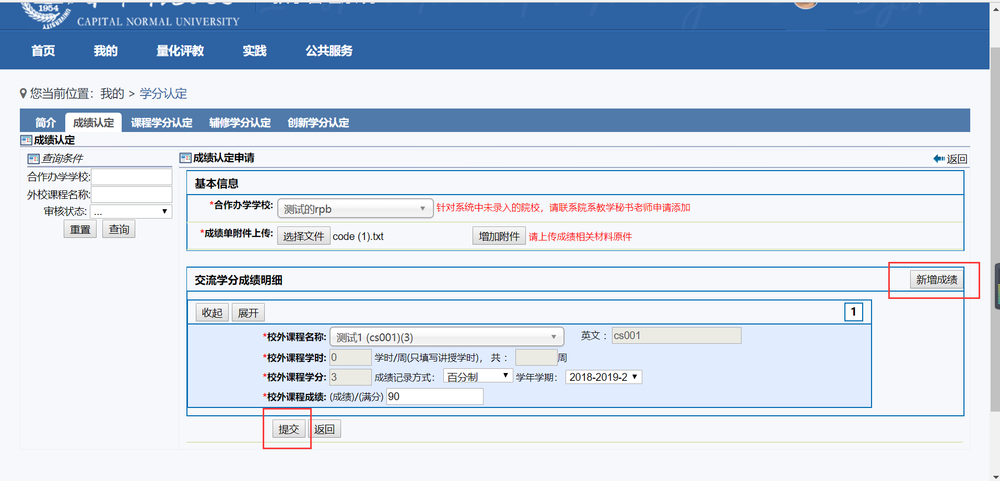 1954
UNIVERSITY
CAPITAL NORMAL UNIVERSITY
首页 我的 量化评教 实践 公共服务
您当前位置：我的 > 学分认定
简介 成绩认定 课程学分认定 辅修学分认定 创新学分认定
成绩认定
查询条件
合作办学学校:
外校课程名称:
审核状态: ...
重置 查询
成绩认定申请 返回
基本信息
*合作办学学校: 测试的rpb 针对系统中未录入的院校，请联系院系教学秘书老师申请添加
*成绩单附件上传: 选择文件 code (1).txt 增加附件 请上传成绩相关材料原件
交流学分成绩明细 新增成绩
收起 展开 1
*校外课程名称: 测试1 (cs001)(3) 英文： cs001
*校外课程学时: 0 学时/周(只填写讲授学时)， 共： 周
*校外课程学分: 3 成绩记录方式： 百分制 学年学期： 2018-2019-2
*校外课程成绩: (成绩)/(满分) 90
提交 返回